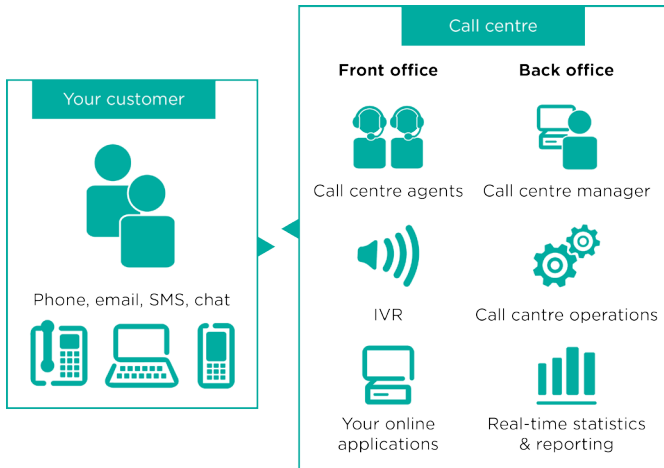 Your customer
Phone, email, SMS, chat
Call centre
Front office
Back office
Call centre agents
Call centre manager
IVR
Call cantre operations
Your online
applications
Real-time statistics
& reporting